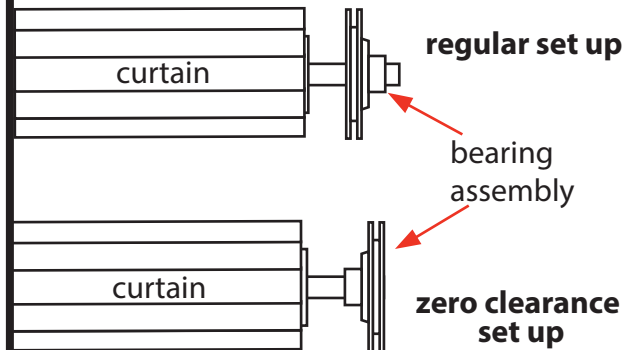 regular set up
curtain
bearing
assembly
curtain
zero clearance
set up